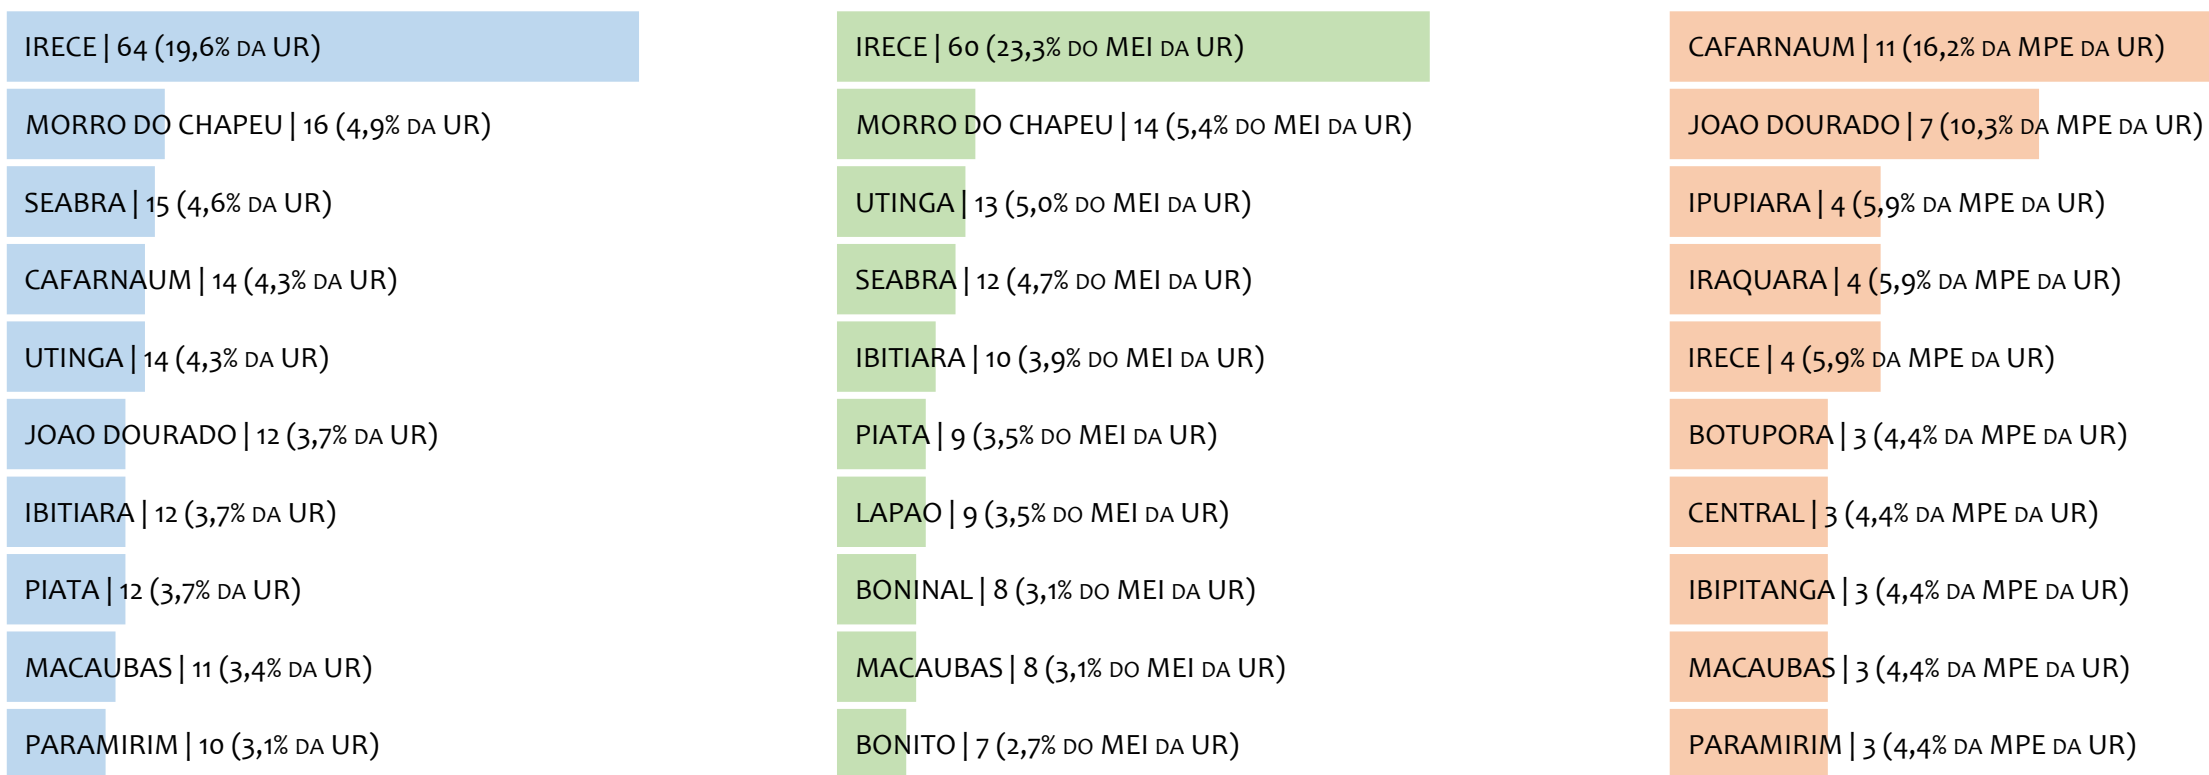 IRECE | 64 (19,6% DA UR)
MORRO DO CHAPEU | 16 (4,9% DA UR)
SEABRA | 15 (4,6% DA UR)
CAFARNAUM | 14 (4,3% DA UR)
UTINGA | 14 (4,3% DA UR)
JOAO DOURADO | 12 (3,7% DA UR)
IBITIARA | 12 (3,7% DA UR)
PIATA | 12 (3,7% DA UR)
MACAUBAS | 11 (3,4% DA UR)
PARAMIRIM | 10 (3,1% DA UR)
IRECE | 60 (23,3% DO MEI DA UR)
MORRO DO CHAPEU | 14 (5,4% DO MEI DA UR)
UTINGA | 13 (5,0% DO MEI DA UR)
SEABRA | 12 (4,7% DO MEI DA UR)
IBITIARA | 10 (3,9% DO MEI DA UR)
PIATA | 9 (3,5% DO MEI DA UR)
LAPAO | 9 (3,5% DO MEI DA UR)
BONINAL | 8 (3,1% DO MEI DA UR)
MACAUBAS | 8 (3,1% DO MEI DA UR)
BONITO | 7 (2,7% DO MEI DA UR)
CAFARNAUM | 11 (16,2% DA MPE DA UR)
JOAO DOURADO | 7 (10,3% DA MPE DA UR)
IPUPIARA | 4 (5,9% DA MPE DA UR)
IRAQUARA | 4 (5,9% DA MPE DA UR)
IRECE | 4 (5,9% DA MPE DA UR)
BOTUPORA | 3 (4,4% DA MPE DA UR)
CENTRAL | 3 (4,4% DA MPE DA UR)
IBIPITANGA | 3 (4,4% DA MPE DA UR)
MACAUBAS | 3 (4,4% DA MPE DA UR)
PARAMIRIM | 3 (4,4% DA MPE DA UR)